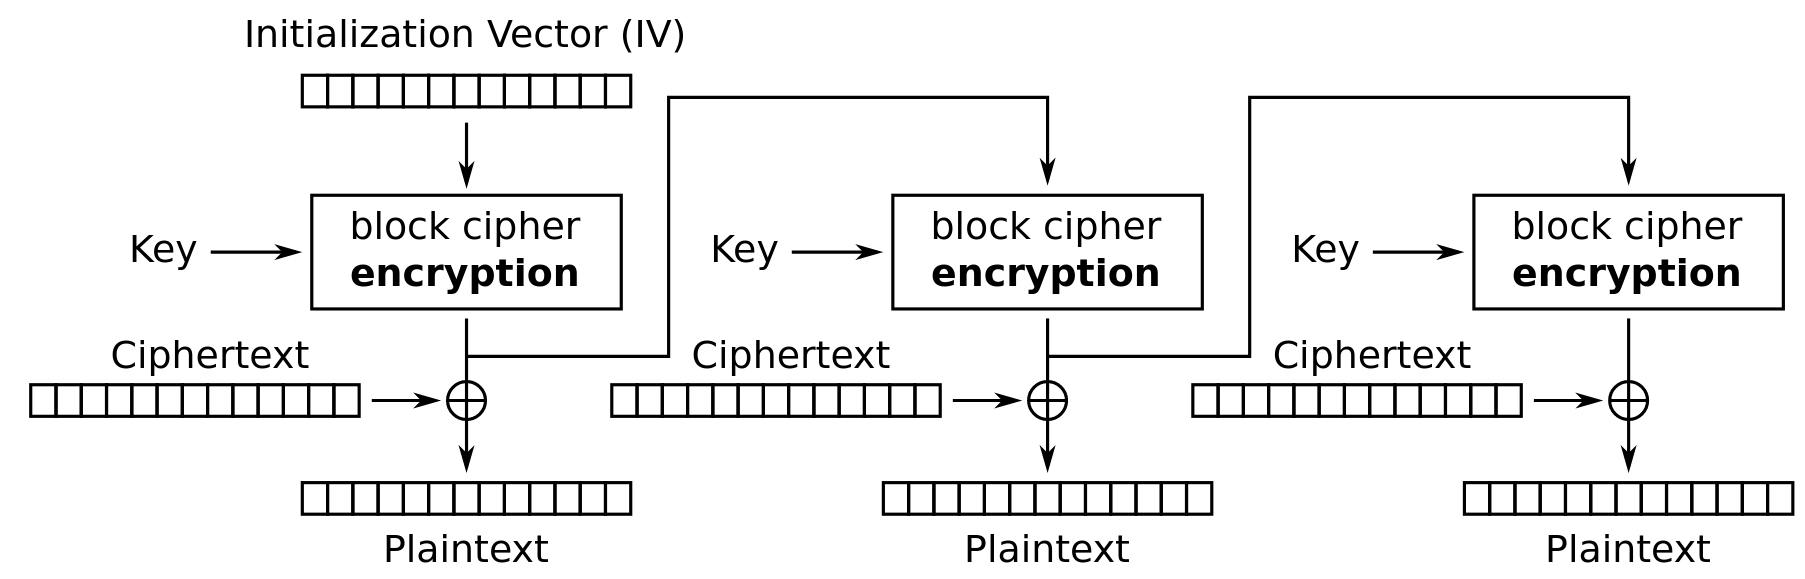 Initialization Vector (IV)
Key
block cipher
encryption
Key
block cipher
encryption
Key
block cipher
encryption
Ciphertext
Ciphertext
Ciphertext
Plaintext
Plaintext
Plaintext